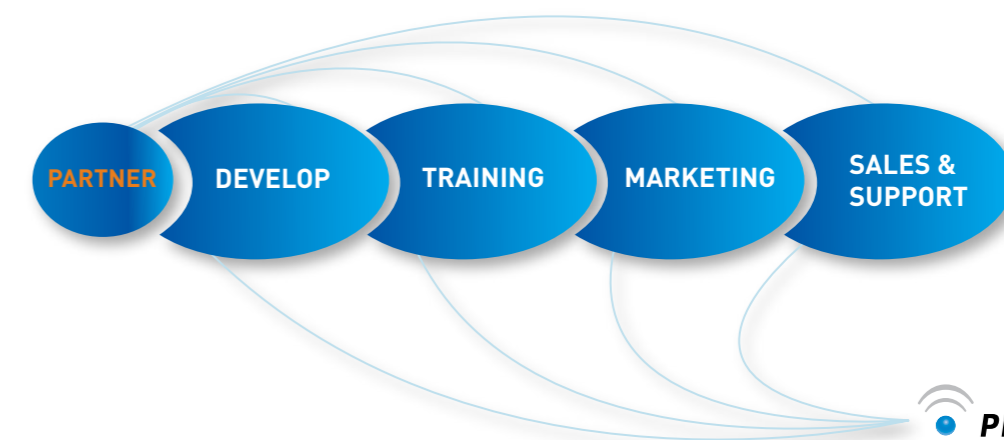 PARTNER
DEVELOP
TRAINING
MARKETING
SALES &
SUPPORT